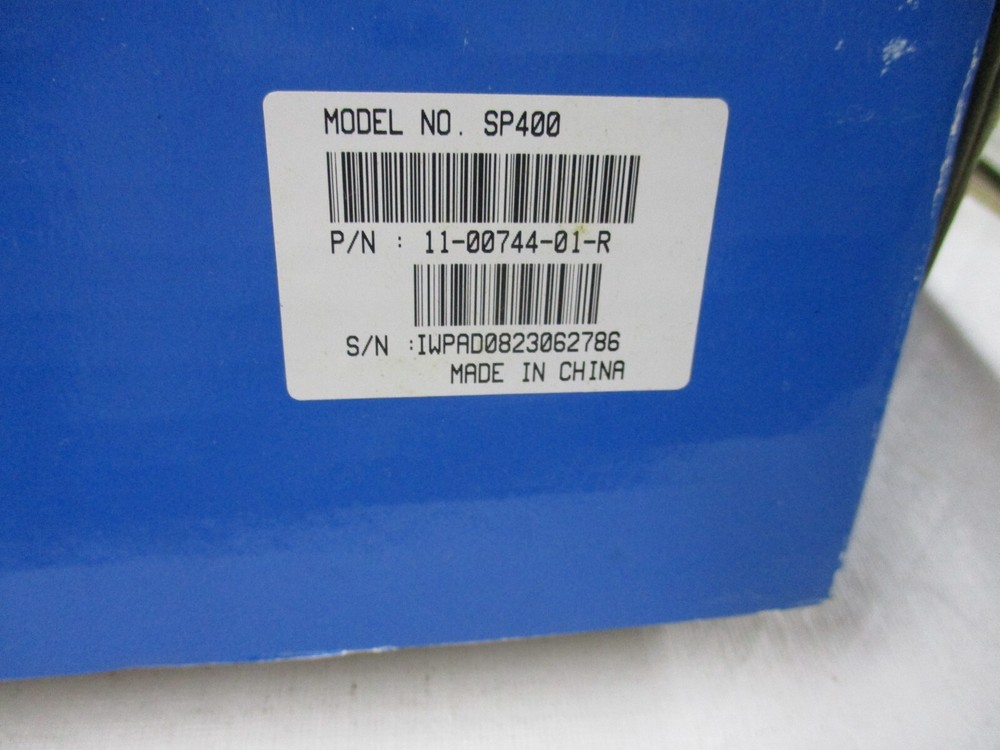 MODEL NO. SP400
P/N : 11-00744-01-R
S/N :IWPAD0823062786
MADE IN CHINA